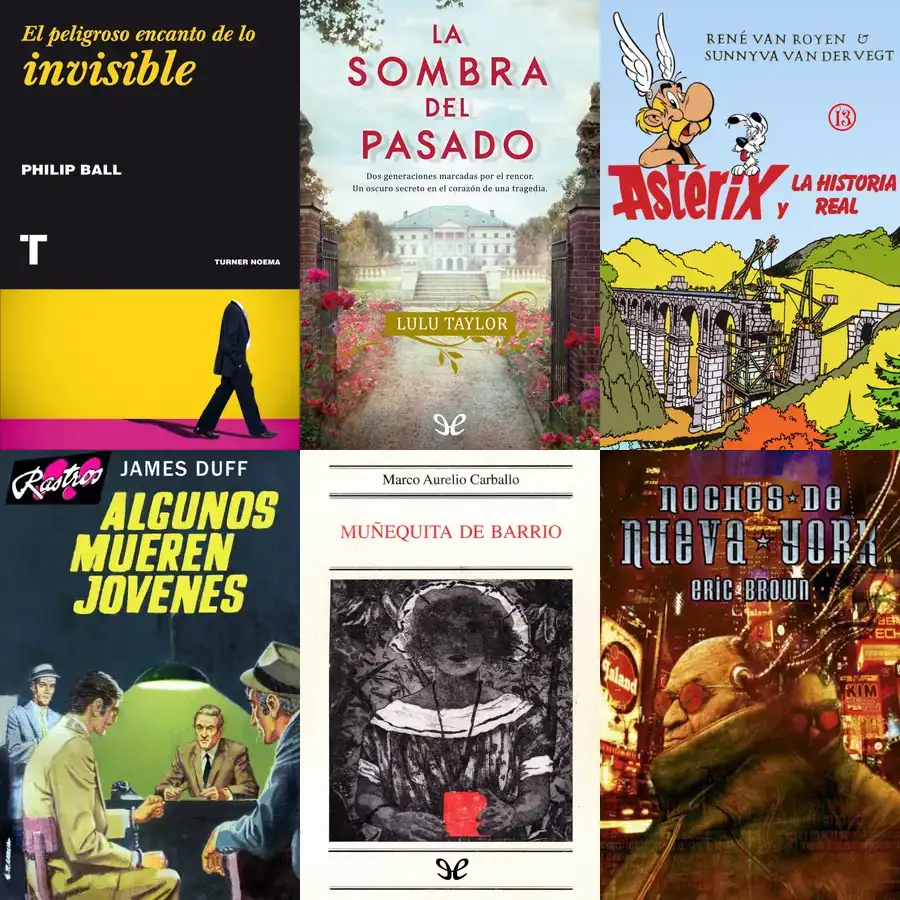 El peligroso encanto de lo
invisible
PHILIP BALL
T
TURNER NOEMA
LA
SOMBRA
DEL
PASADO
Dos generaciones marcadas por el rencor.
Un oscuro secreto en el corazón de una tragedia.
LULU TAYLOR
RENÉ VAN ROYEN &
SUNNYVA VAN DER VEGT
13
Astérix y LA HISTORIA
REAL
Rastros
JAMES DUFF
ALGUNOS
MUEREN
JOVENES
Marco Aurelio Carballo
MUÑEQUITA DE BARRIO
NOCHES DE
NUEVA YORK
ERIC BROWN
KIM